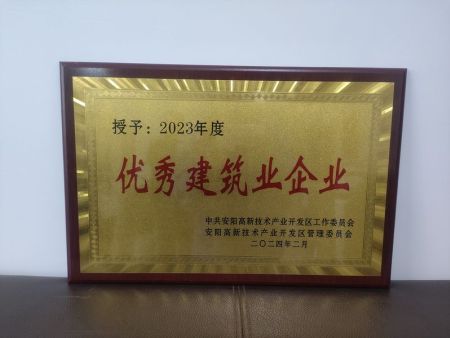 授予：2023年度
优秀建筑业企业
中共安阳高新技术产业开发区工作委员会
安阳高新技术产业开发区管理委员会
二〇二四年二月